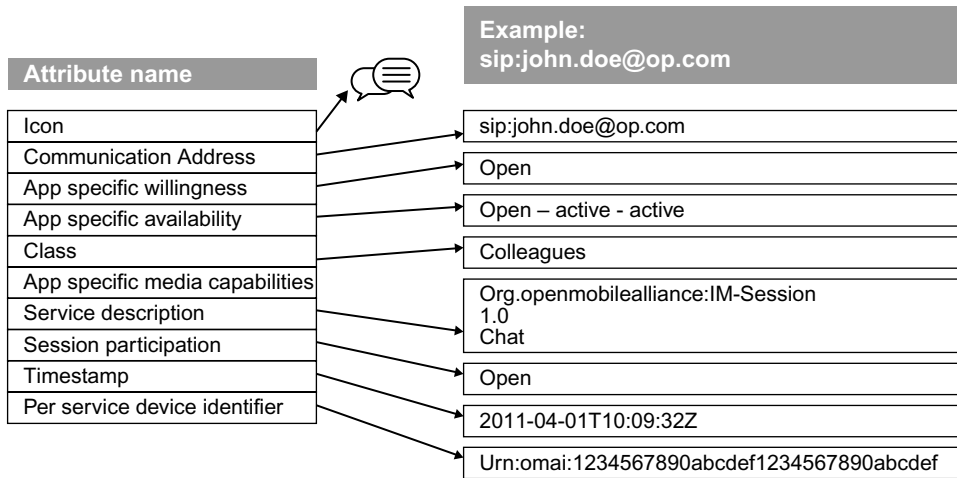 Example:
sip:john.doe@op.com
Attribute name
Icon
Communication Address
App specific willingness
App specific availability
Class
App specific media capabilities
Service description
Session participation
Timestamp
Per service device identifier
sip:john.doe@op.com
Open
Open – active - active
Colleagues
Org.openmobilealliance:IM-Session
1.0
Chat
Open
2011-04-01T10:09:32Z
Urn:omai:1234567890abcdef1234567890abcdef